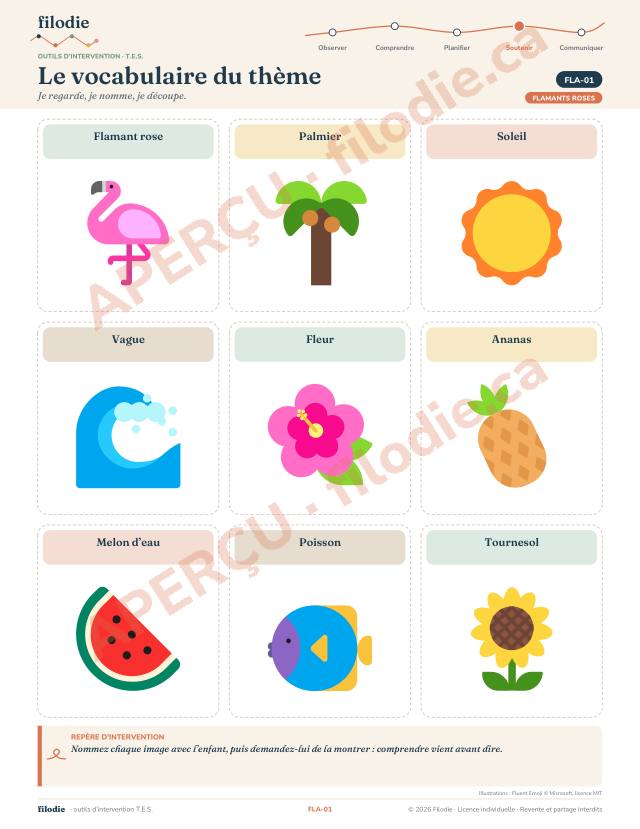 filodie
OUTILS D'INTERVENTION · T.E.S.
Observer Comprendre Planifier Soutenir Communiquer
Le vocabulaire du thème
Je regarde, je nomme, je découpe.
FLA-01
FLAMANTS ROSES
Flamant rose Palmier Soleil
APERÇU · filodie.ca
Vague Fleur Ananas
Melon d'eau Poisson Tournesol
APERÇU · filodie.ca
REPÈRE D'INTERVENTION
Nommez chaque image avec l'enfant, puis demandez-lui de la montrer : comprendre vient avant dire.
Illustrations : Fluent Emoji © Microsoft, licence MIT
filodie · outils d'intervention T.E.S. FLA-01 © 2026 Filodie · Licence individuelle · Revente et partage interdits